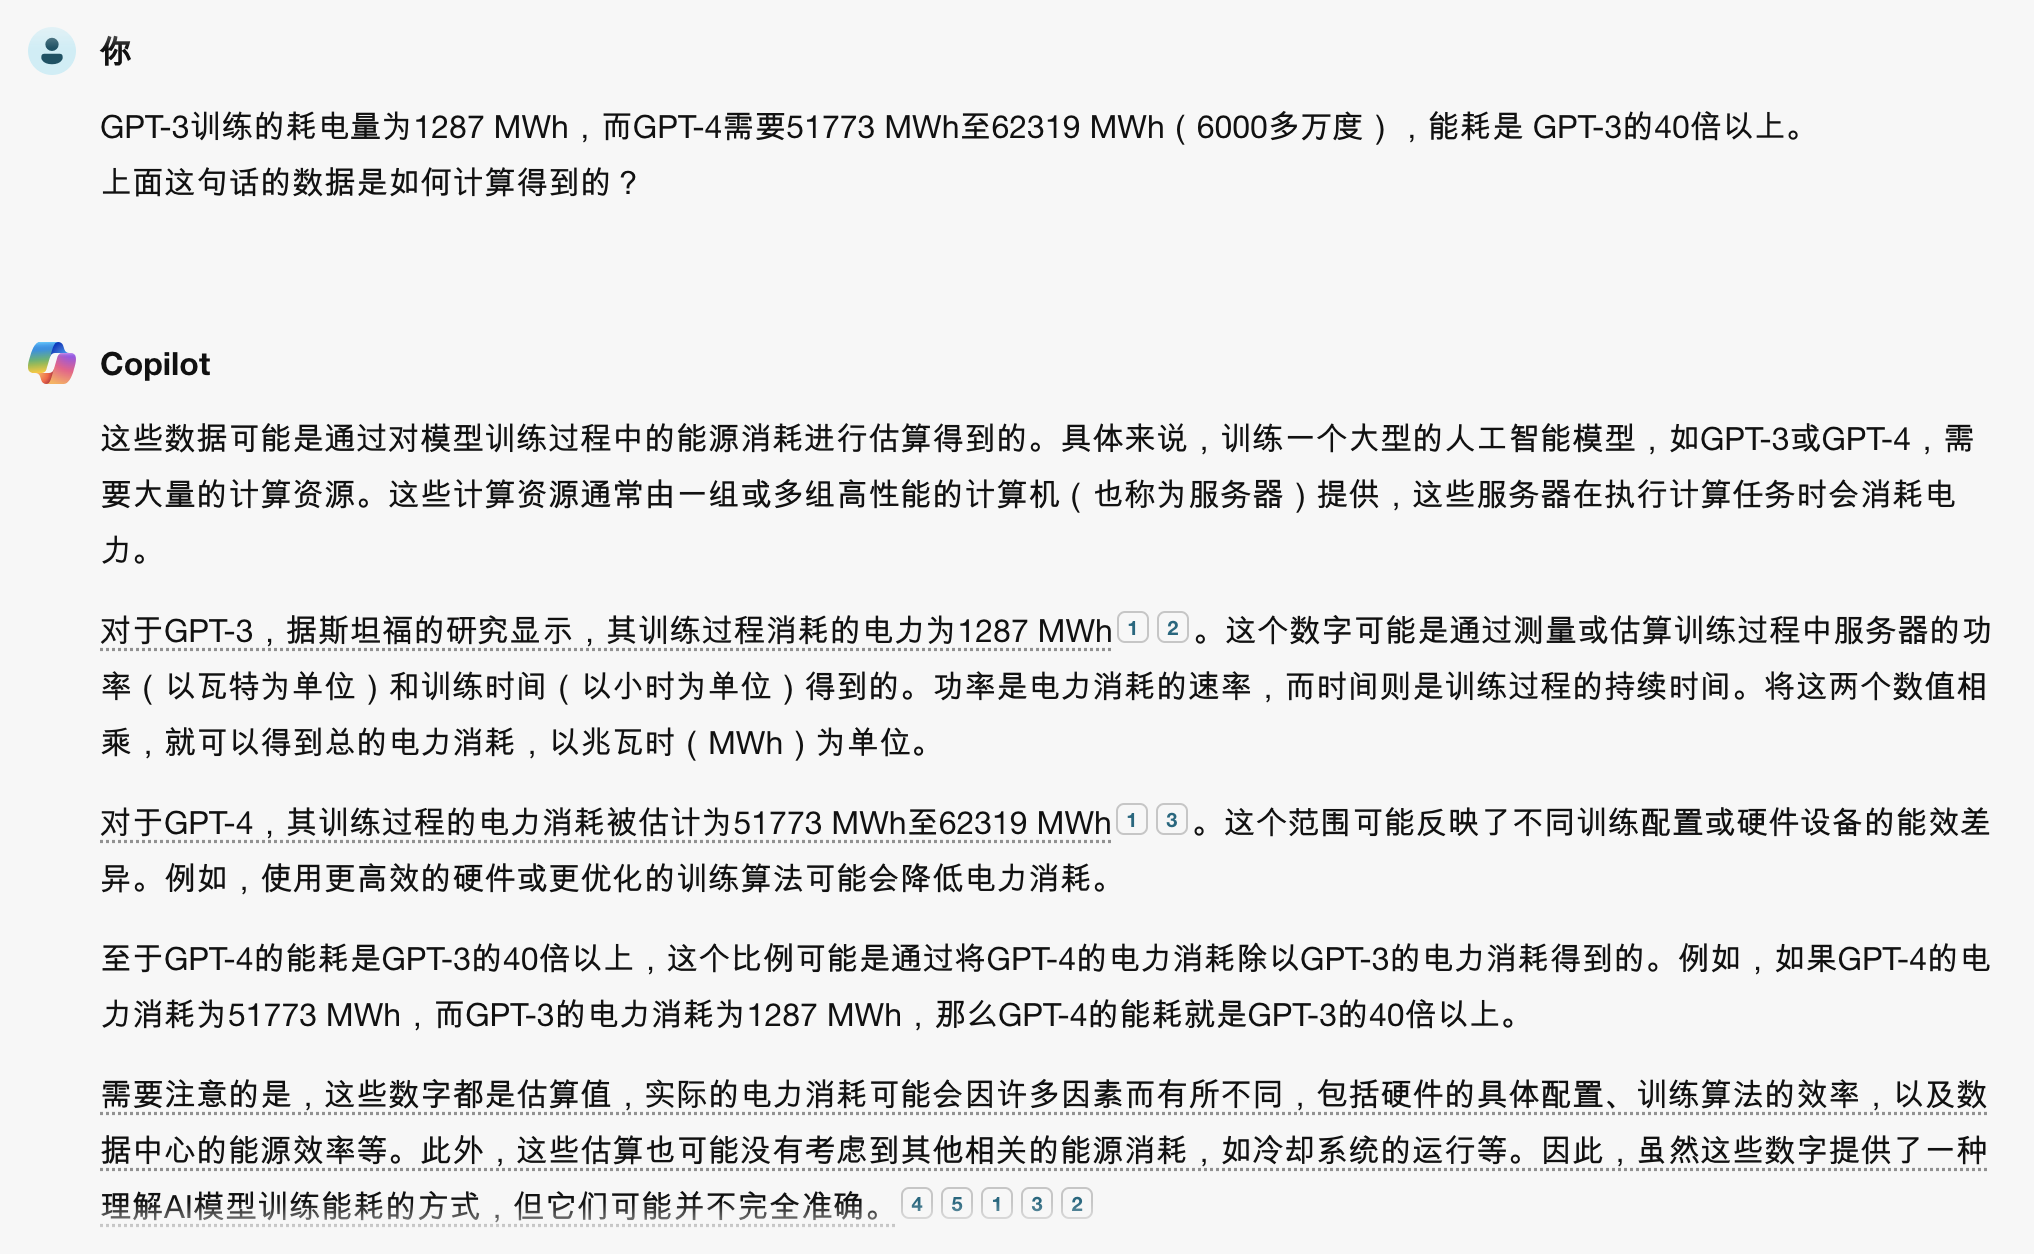 你
GPT-3训练的耗电量为1287 MWh，而GPT-4需要51773 MWh至62319 MWh（6000多万度），能耗是 GPT-3的40倍以上。
上面这句话的数据是如何计算得到的？
Copilot
这些数据可能是通过对模型训练过程中的能源消耗进行估算得到的。具体来说，训练一个大型的人工智能模型，如GPT-3或GPT-4，需
要大量的计算资源。这些计算资源通常由一组或多组高性能的计算机（也称为服务器）提供，这些服务器在执行计算任务时会消耗电
力。
对于GPT-3，据斯坦福的研究显示，其训练过程消耗的电力为1287 MWh 1 2 。这个数字可能是通过测量或估算训练过程中服务器的功
率（以瓦特为单位）和训练时间（以小时为单位）得到的。功率是电力消耗的速率，而时间则是训练过程的持续时间。将这两个数值相
乘，就可以得到总的电力消耗，以兆瓦时（MWh）为单位。
对于GPT-4，其训练过程的电力消耗被估计为51773 MWh至62319 MWh 1 3 。这个范围可能反映了不同训练配置或硬件设备的能效差
异。例如，使用更高效的硬件或更优化的训练算法可能会降低电力消耗。
至于GPT-4的能耗是GPT-3的40倍以上，这个比例可能是通过将GPT-4的电力消耗除以GPT-3的电力消耗得到的。例如，如果GPT-4的电
力消耗为51773 MWh，而GPT-3的电力消耗为1287 MWh，那么GPT-4的能耗就是GPT-3的40倍以上。
需要注意的是，这些数字都是估算值，实际的电力消耗可能会因许多因素而有所不同，包括硬件的具体配置、训练算法的效率，以及数
据中心的能源效率等。此外，这些估算也可能没有考虑到其他相关的能源消耗，如冷却系统的运行等。因此，虽然这些数字提供了一种
理解AI模型训练能耗的方式，但它们可能并不完全准确。 4 5 1 3 2